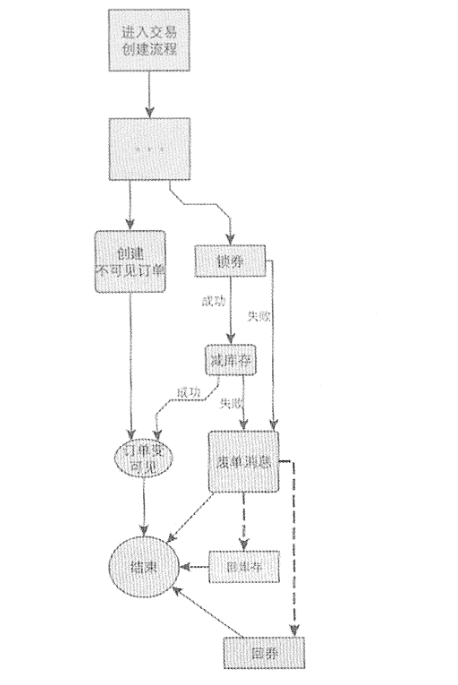 进入交易
创建流程
...
创建
不可见订单
锁券
成功
失败
减库存
成功
失败
订单变
可见
废单消息
结束
回库存
回券